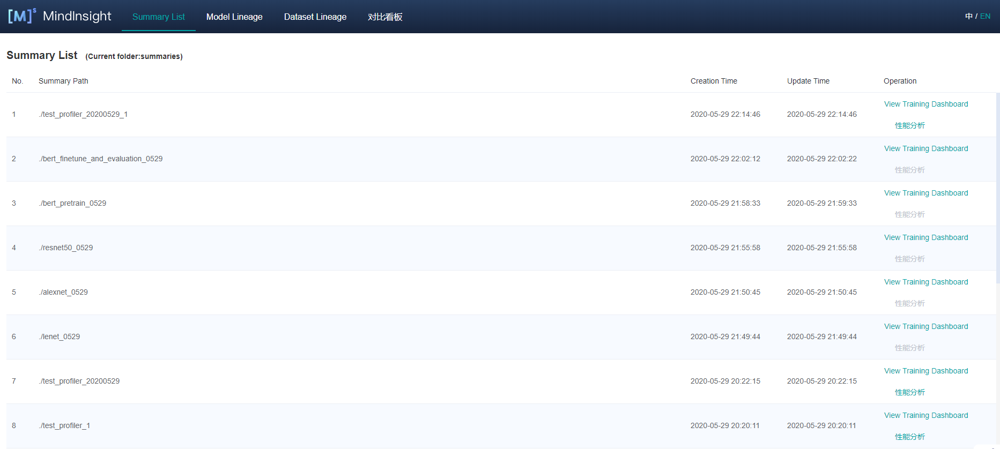 [M]s MindInsight Summary List Model Lineage Dataset Lineage 对比看板 中 / EN
Summary List (Current folder:summaries)
No. Summary Path Creation Time Update Time Operation
1 ./test_profiler_20200529_1 2020-05-29 22:14:46 2020-05-29 22:14:46 View Training Dashboard
性能分析
2 ./bert_finetune_and_evaluation_0529 2020-05-29 22:02:12 2020-05-29 22:02:22 View Training Dashboard
性能分析
3 ./bert_pretrain_0529 2020-05-29 21:58:33 2020-05-29 21:59:33 View Training Dashboard
性能分析
4 ./resnet50_0529 2020-05-29 21:55:58 2020-05-29 21:55:58 View Training Dashboard
性能分析
5 ./alexnet_0529 2020-05-29 21:50:45 2020-05-29 21:50:45 View Training Dashboard
性能分析
6 ./lenet_0529 2020-05-29 21:49:44 2020-05-29 21:49:44 View Training Dashboard
性能分析
7 ./test_profiler_20200529 2020-05-29 20:22:15 2020-05-29 20:22:15 View Training Dashboard
性能分析
8 ./test_profiler_1 2020-05-29 20:20:11 2020-05-29 20:20:11 View Training Dashboard
性能分析